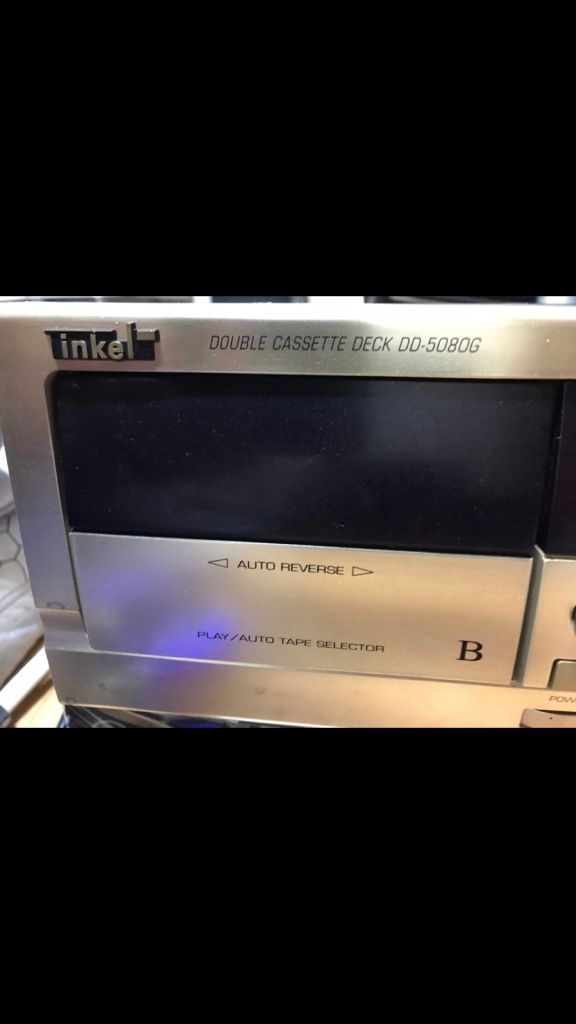 inkel
DOUBLE CASSETTE DECK DD-5080G
◁ AUTO REVERSE ▷
PLAY/AUTO TAPE SELECTOR
B